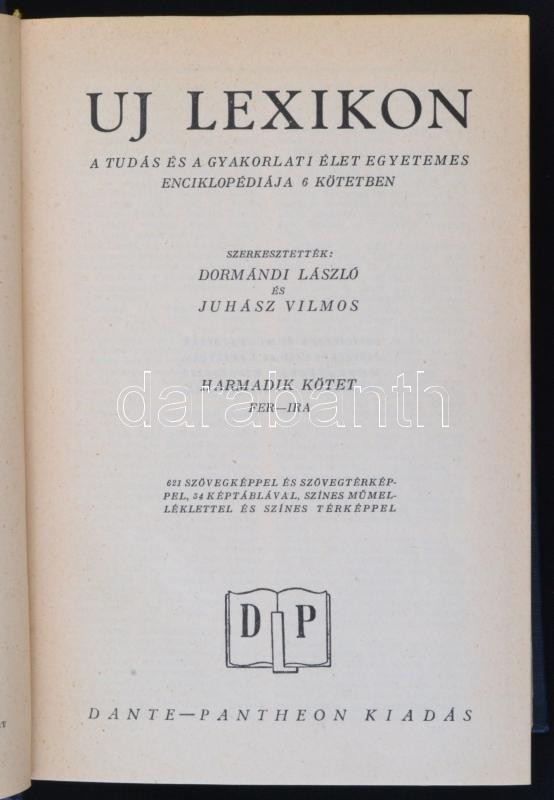 UJ LEXIKON
A TUDÁS ÉS A GYAKORLATI ÉLET EGYETEMES
ENCIKLOPÉDIÁJA 6 KÖTETBEN
SZERKESZTETTÉK:
DORMÁNDI LÁSZLÓ
ÉS
JUHÁSZ VILMOS
HARMADIK KÖTET
darabanth
FER—IRA
621 SZÖVEGKÉPPEL ÉS SZÖVEGTÉRKÉP-
PEL, 34 KÉPTÁBLÁVAL, SZÍNES MŰMEL-
LÉKLETTEL ÉS SZÍNES TÉRKÉPPEL
D L P
DANTE—PANTHEON KIADÁS